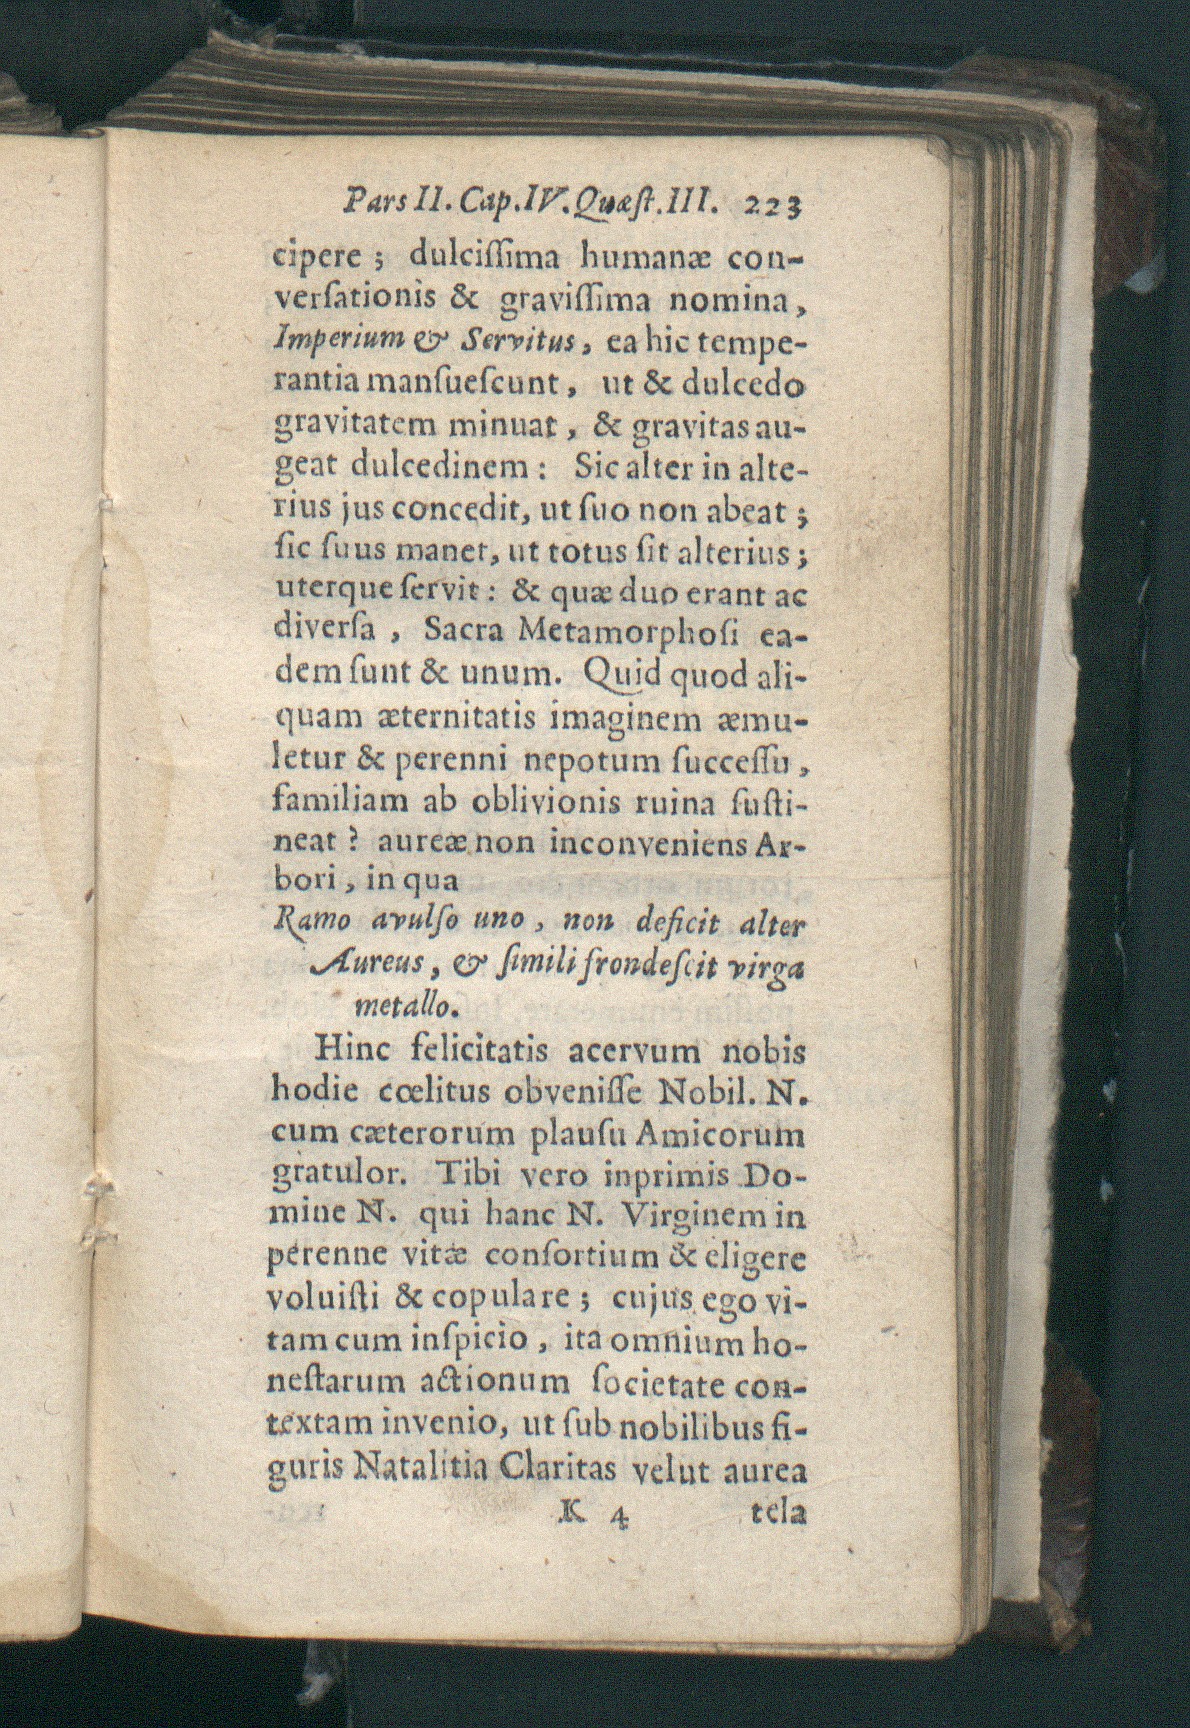 Pars II. Cap. IV. Quæſt. III. 223
cipere; dulciſſima humanæ con-
verſationis & graviſſima nomina,
Imperium & Servitus, ea hic tempe-
rantia manſueſcunt, ut & dulcedo
gravitatem minuat, & gravitas au-
geat dulcedinem: Sic alter in alte-
rius jus concedit, ut ſuo non abeat;
ſic ſuus manet, ut totus ſit alterius;
uterque ſervit: & quæ duo erant ac
diverſa, Sacra Metamorphoſi ea-
dem ſunt & unum. Quid quod ali-
quam æternitatis imaginem æmu-
letur & perenni nepotum ſucceſſu,
familiam ab oblivionis ruina ſuſti-
neat? aureæ non inconveniens Ar-
bori, in qua
Ramo avulſo uno, non deficit alter
Aureus, & ſimili frondeſcit virga
metallo.
Hinc felicitatis acervum nobis
hodie cœlitus obveniſſe Nobil. N.
cum cæterorum plauſu Amicorum
gratulor. Tibi vero inprimis Do-
mine N. qui hanc N. Virginem in
perenne vitæ conſortium & eligere
voluiſti & copulare; cujus ego vi-
tam cum inſpicio, ita omnium ho-
neſtarum actionum ſocietate con-
textam invenio, ut ſub nobilibus fi-
guris Natalitia Claritas velut aurea
K 4 tela